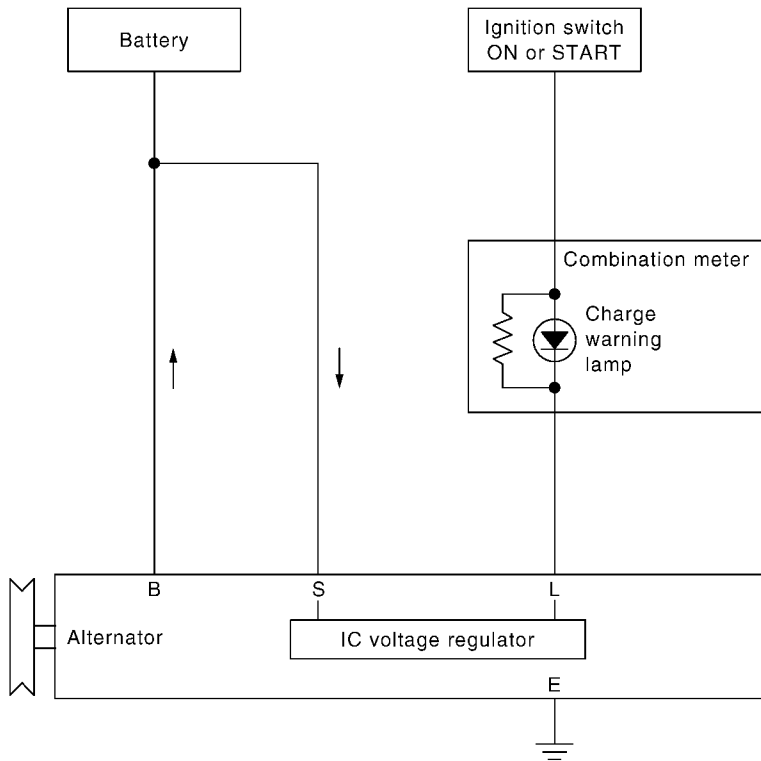 Battery
Ignition switch
ON or START
Combination meter
Charge
warning
lamp
B
S
L
Alternator
IC voltage regulator
E